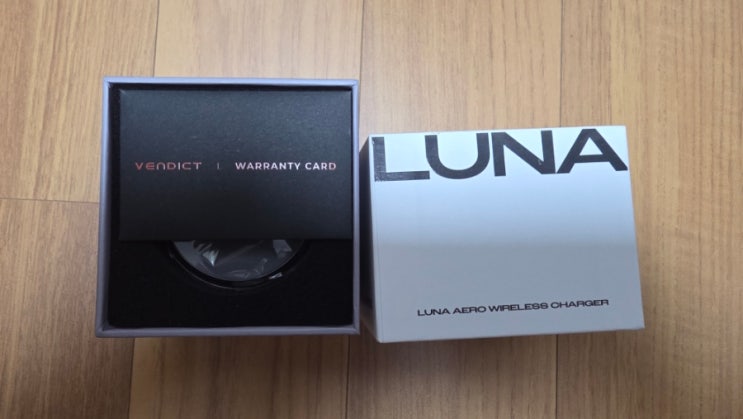 VENDICT | WARRANTY CARD
LUNA
LUNA AERO WIRELESS CHARGER